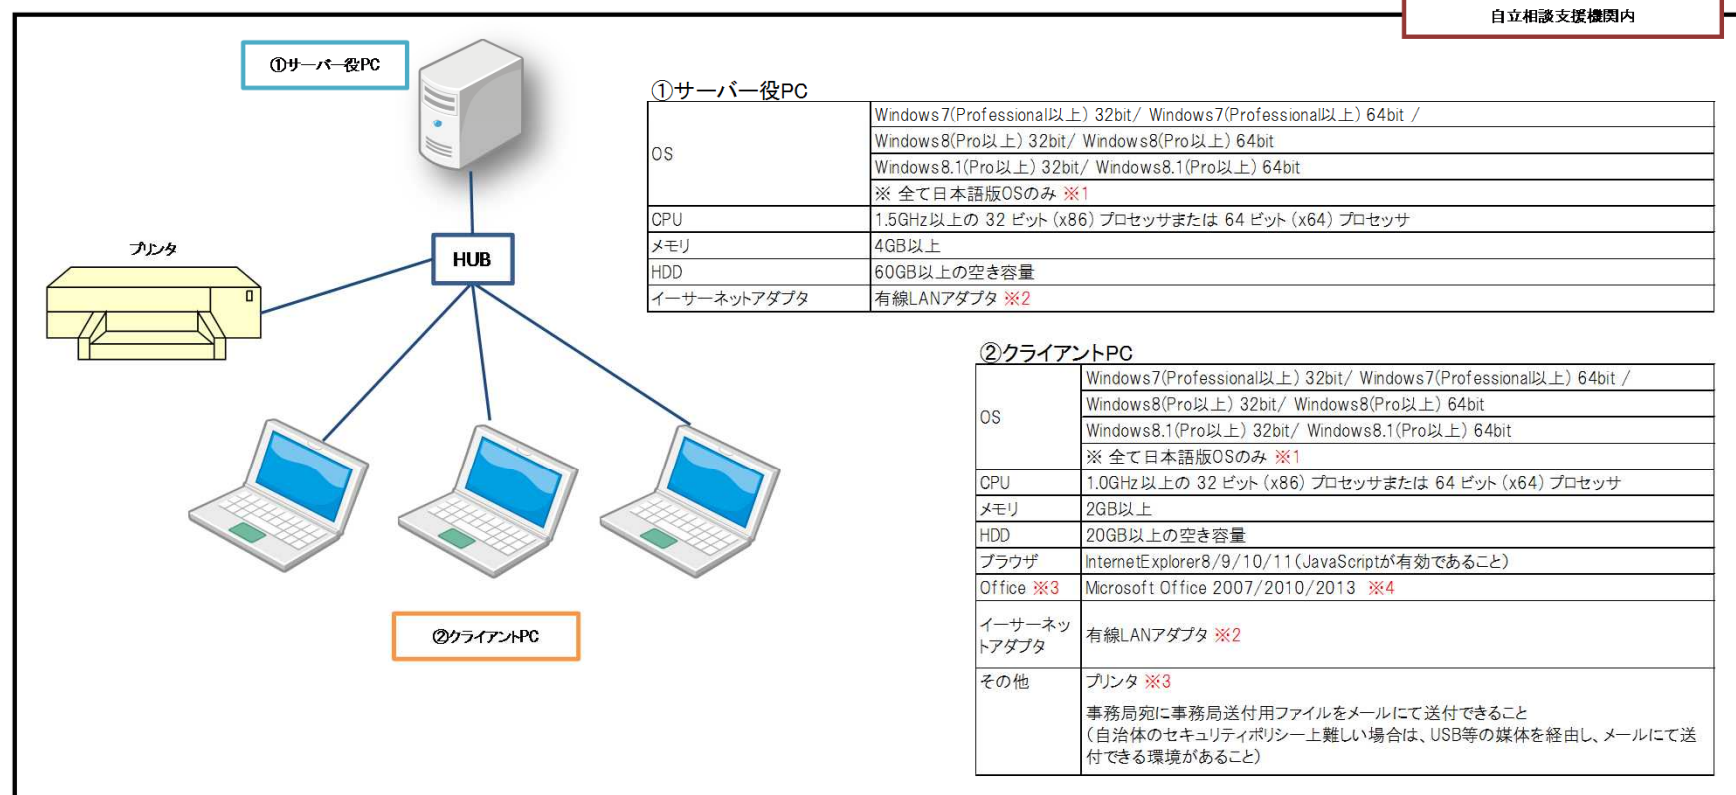 自立相談支援機関内
①サーバー役PC
プリンタ
HUB
②クライアントPC
①サーバー役PC
OS
Windows7(Professional以上) 32bit/ Windows7(Professional以上) 64bit /
Windows8(Pro以上) 32bit/ Windows8(Pro以上) 64bit
Windows8.1(Pro以上) 32bit/ Windows8.1(Pro以上) 64bit
※ 全て日本語版OSのみ ※1
CPU 1.5GHz以上の 32 ビット (x86) プロセッサまたは 64 ビット (x64) プロセッサ
メモリ 4GB以上
HDD 60GB以上の空き容量
イーサーネットアダプタ 有線LANアダプタ ※2
②クライアントPC
OS
Windows7(Professional以上) 32bit/ Windows7(Professional以上) 64bit /
Windows8(Pro以上) 32bit/ Windows8(Pro以上) 64bit
Windows8.1(Pro以上) 32bit/ Windows8.1(Pro以上) 64bit
※ 全て日本語版OSのみ ※1
CPU 1.0GHz以上の 32 ビット (x86) プロセッサまたは 64 ビット (x64) プロセッサ
メモリ 2GB以上
HDD 20GB以上の空き容量
ブラウザ InternetExplorer8/9/10/11(JavaScriptが有効であること)
Office ※3 Microsoft Office 2007/2010/2013 ※4
イーサーネッ
トアダプタ
有線LANアダプタ ※2
その他 プリンタ ※3
事務局宛に事務局送付用ファイルをメールにて送付できること
(自治体のセキュリティポリシー上難しい場合は、USB等の媒体を経由し、メールにて送
付できる環境があること)